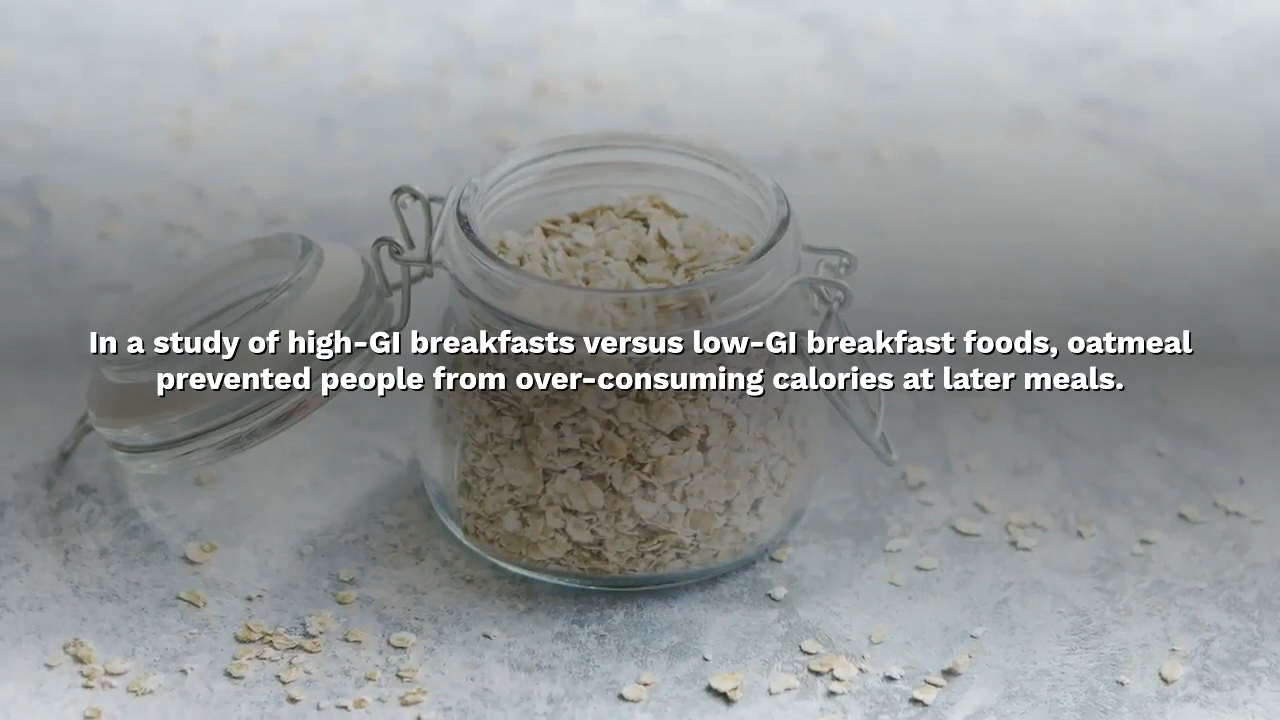 In a study of high-GI breakfasts versus low-GI breakfast foods, oatmeal
prevented people from over-consuming calories at later meals.